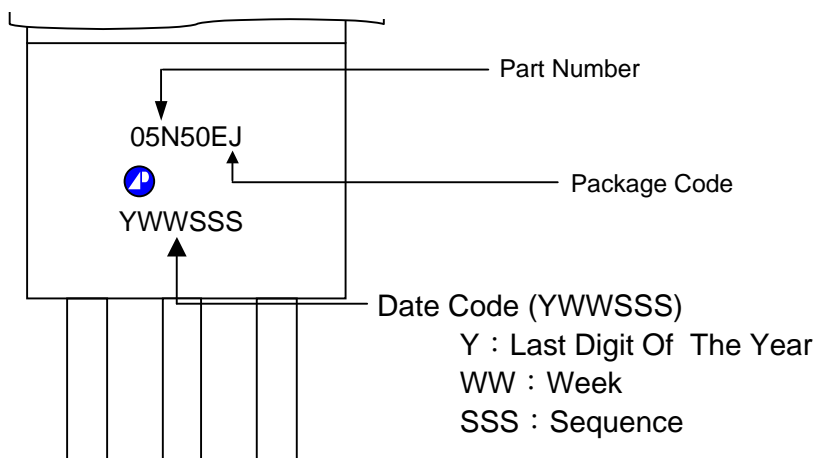 Part Number
05N50EJ
Package Code
YWWSSS
Date Code (YWWSSS)
Y：Last Digit Of The Year
WW：Week
SSS：Sequence